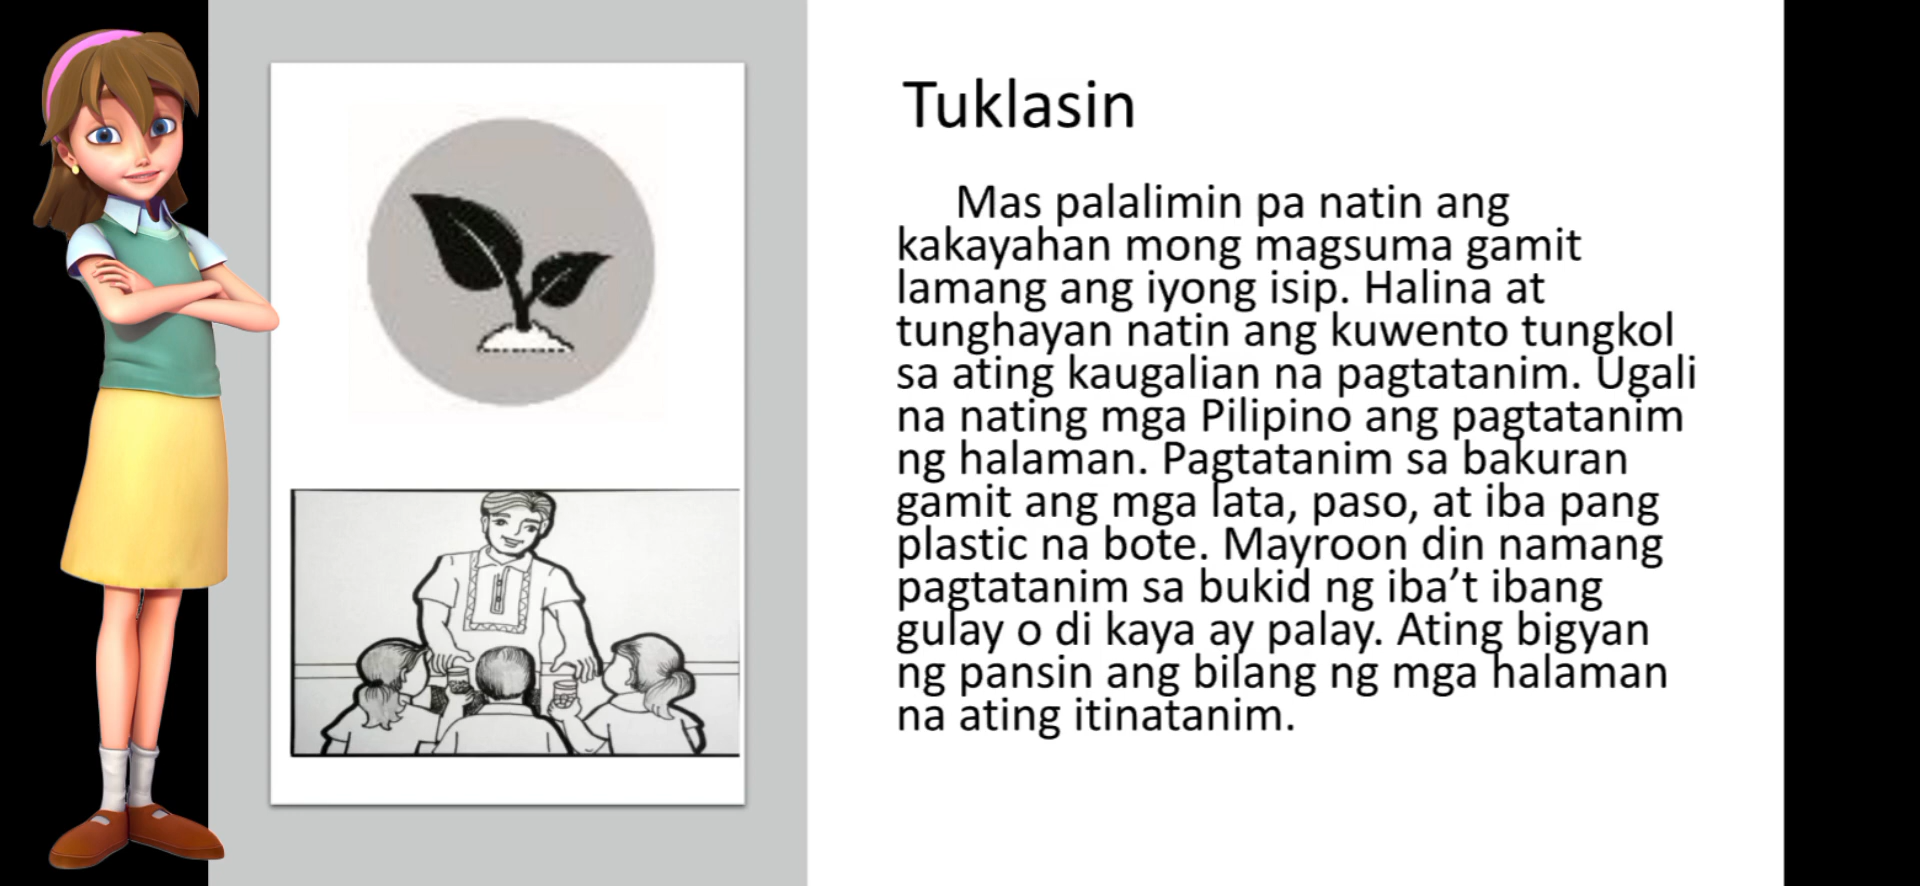 Tuklasin
Mas palalimin pa natin ang
kakayahan mong magsuma gamit
lamang ang iyong isip. Halina at
tunghayan natin ang kuwento tungkol
sa ating kaugalian na pagtatanim. Ugali
na nating mga Pilipino ang pagtatanim
ng halaman. Pagtatanim sa bakuran
gamit ang mga lata, paso, at iba pang
plastic na bote. Mayroon din namang
pagtatanim sa bukid ng iba’t ibang
gulay o di kaya ay palay. Ating bigyan
ng pansin ang bilang ng mga halaman
na ating itinatanim.